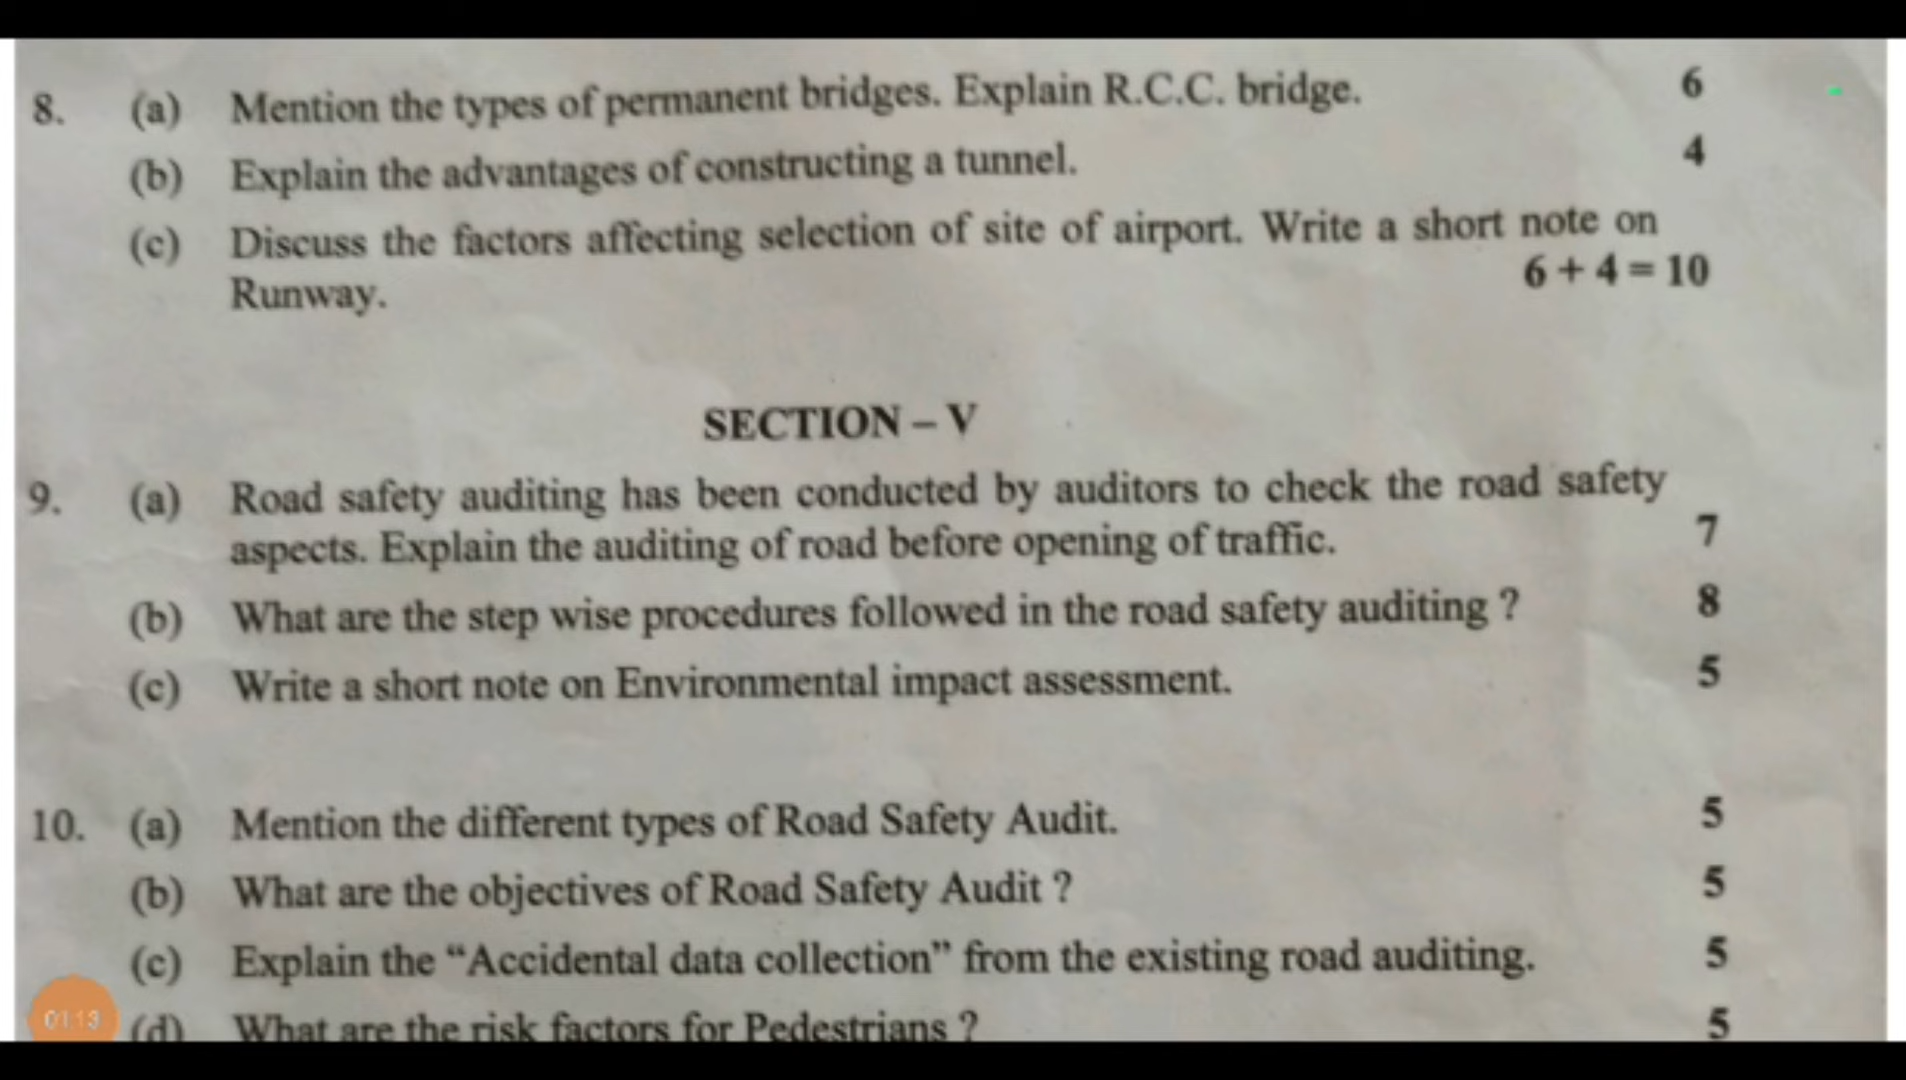 8. (a) Mention the types of permanent bridges. Explain R.C.C. bridge. 6
(b) Explain the advantages of constructing a tunnel. 4
(c) Discuss the factors affecting selection of site of airport. Write a short note on
Runway. 6 + 4 = 10
SECTION – V
9. (a) Road safety auditing has been conducted by auditors to check the road safety
aspects. Explain the auditing of road before opening of traffic. 7
(b) What are the step wise procedures followed in the road safety auditing ? 8
(c) Write a short note on Environmental impact assessment. 5
10. (a) Mention the different types of Road Safety Audit. 5
(b) What are the objectives of Road Safety Audit ? 5
(c) Explain the “Accidental data collection” from the existing road auditing. 5
01:13
(d) What are the risk factors for Pedestrians ? 5